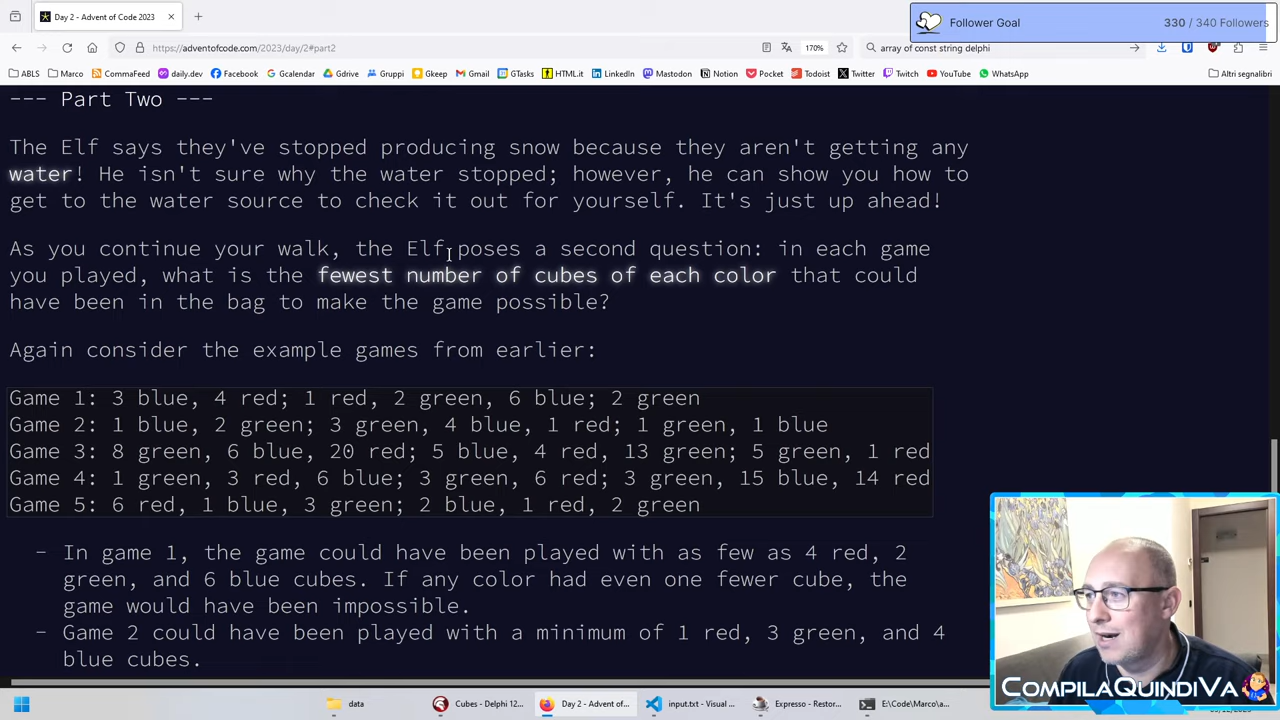 Day 2 - Advent of Code 2023
Follower Goal
330 / 340 Followers
https://adventofcode.com/2023/day/2#part2
170%
array of const string delphi
ABLS
Marco
CommaFeed
daily.dev
Facebook
Gcalendar
Gdrive
Gruppi
Gkeep
Gmail
GTasks
HTML.it
LinkedIn
Mastodon
Notion
Pocket
Todoist
Twitter
Twitch
YouTube
WhatsApp
Altri segnalibri
--- Part Two ---
The Elf says they've stopped producing snow because they aren't getting any
water! He isn't sure why the water stopped; however, he can show you how to
get to the water source to check it out for yourself. It's just up ahead!
As you continue your walk, the Elf poses a second question: in each game
you played, what is the fewest number of cubes of each color that could
have been in the bag to make the game possible?
Again consider the example games from earlier:
Game 1: 3 blue, 4 red; 1 red, 2 green, 6 blue; 2 green
Game 2: 1 blue, 2 green; 3 green, 4 blue, 1 red; 1 green, 1 blue
Game 3: 8 green, 6 blue, 20 red; 5 blue, 4 red, 13 green; 5 green, 1 red
Game 4: 1 green, 3 red, 6 blue; 3 green, 6 red; 3 green, 15 blue, 14 red
Game 5: 6 red, 1 blue, 3 green; 2 blue, 1 red, 2 green
- In game 1, the game could have been played with as few as 4 red, 2
green, and 6 blue cubes. If any color had even one fewer cube, the
game would have been impossible.
- Game 2 could have been played with a minimum of 1 red, 3 green, and 4
blue cubes.
COMPILAQUINDIVA
data
Cubes - Delphi 12...
Day 2 - Advent of...
input.txt - Visual ...
Expresso - Restor...
E:\Code\Marco\a...